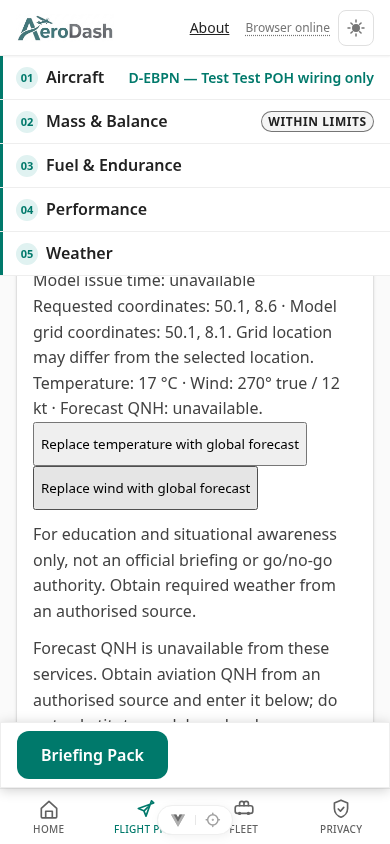 AeroDash
About
Browser online
01 Aircraft D-EBPN — Test Test POH wiring only
02 Mass & Balance WITHIN LIMITS
03 Fuel & Endurance
04 Performance
05 Weather
Model issue time: unavailable
Requested coordinates: 50.1, 8.6 · Model
grid coordinates: 50.1, 8.1. Grid location
may differ from the selected location.
Temperature: 17 °C · Wind: 270° true / 12
kt · Forecast QNH: unavailable.
Replace temperature with global forecast
Replace wind with global forecast
For education and situational awareness
only, not an official briefing or go/no-go
authority. Obtain required weather from
an authorised source.
Forecast QNH is unavailable from these
services. Obtain aviation QNH from an
authorised source and enter it below; do
Briefing Pack
HOME
FLIGHT
FLEET
PRIVACY